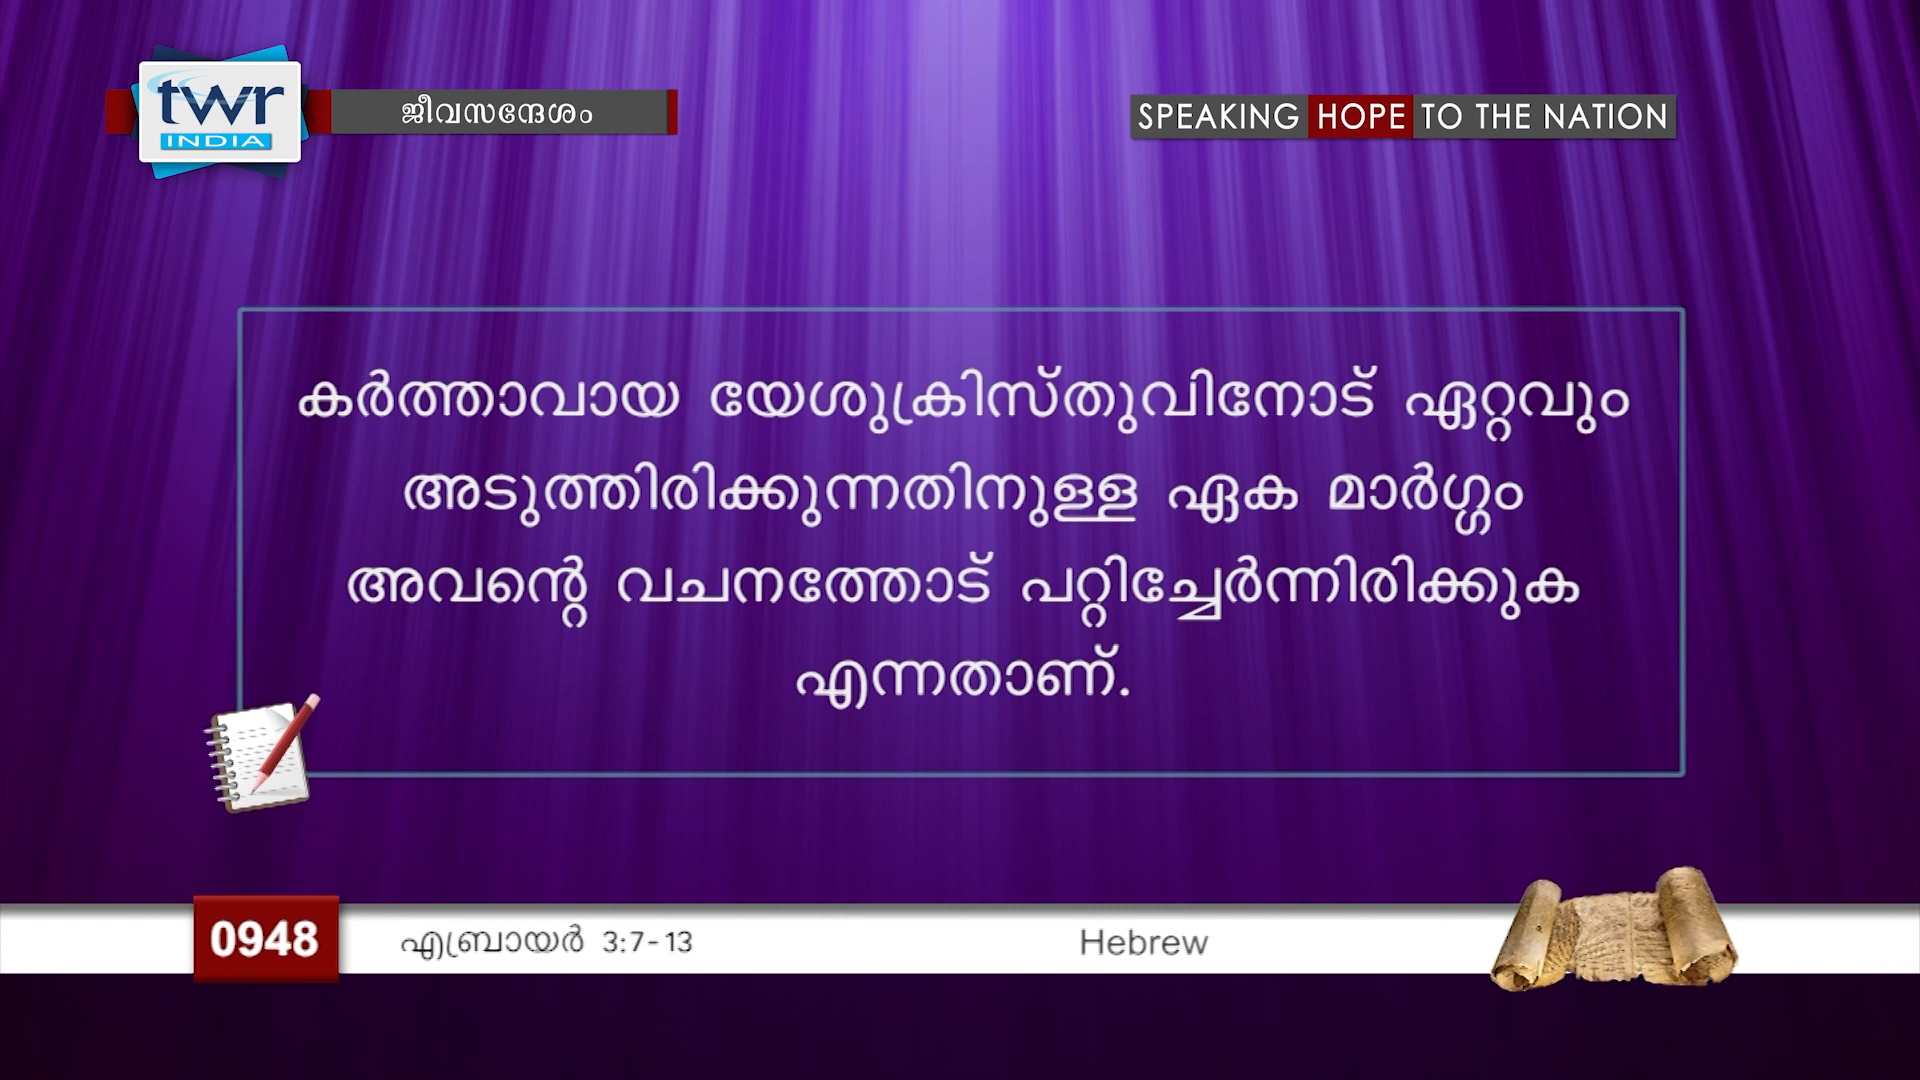 twr
INDIA
ജീവസന്ദേശം
SPEAKING HOPE TO THE NATION
കർത്താവായ യേശുക്രിസ്തുവിനോട് ഏറ്റവും
അടുത്തിരിക്കുന്നതിനുള്ള ഏക മാർഗ്ഗം
അവന്റെ വചനത്തോട് പറ്റിച്ചേർന്നിരിക്കുക
എന്നതാണ്.
0948
എബ്രായർ 3:7-13
Hebrew